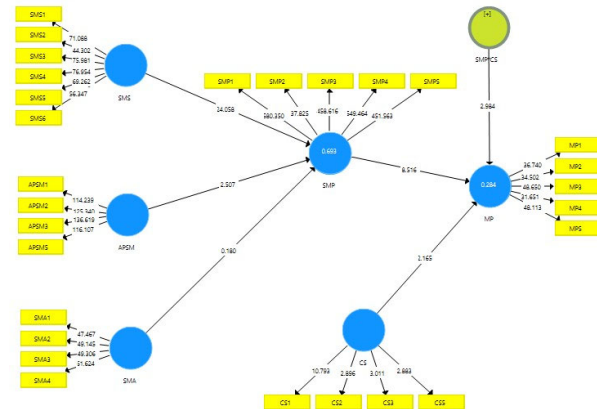 SMS1
SMS2
SMS3
SMS4
SMS5
SMS6
71.088
44.302
75.981
76.854
69.262
56.347
SMS
[+]
SMP*CS
SMP1
SMP2
SMP3
SMP4
SMP5
580.350
37.825
458.616
549.464
451.563
24.058
2.984
0.693
SMP
8.516
0.284
MP
36.740
34.502
48.650
31.651
48.113
MP1
MP2
MP3
MP4
MP5
APSM1
APSM2
APSM3
APSM5
114.239
136.619
116.107
APSM
2.507
0.180
2.165
SMA1
SMA2
SMA3
SMA4
47.467
48.145
49.306
51.624
SMA
CS
10.793
2.896
3.011
2.883
CS1
CS2
CS3
CS5